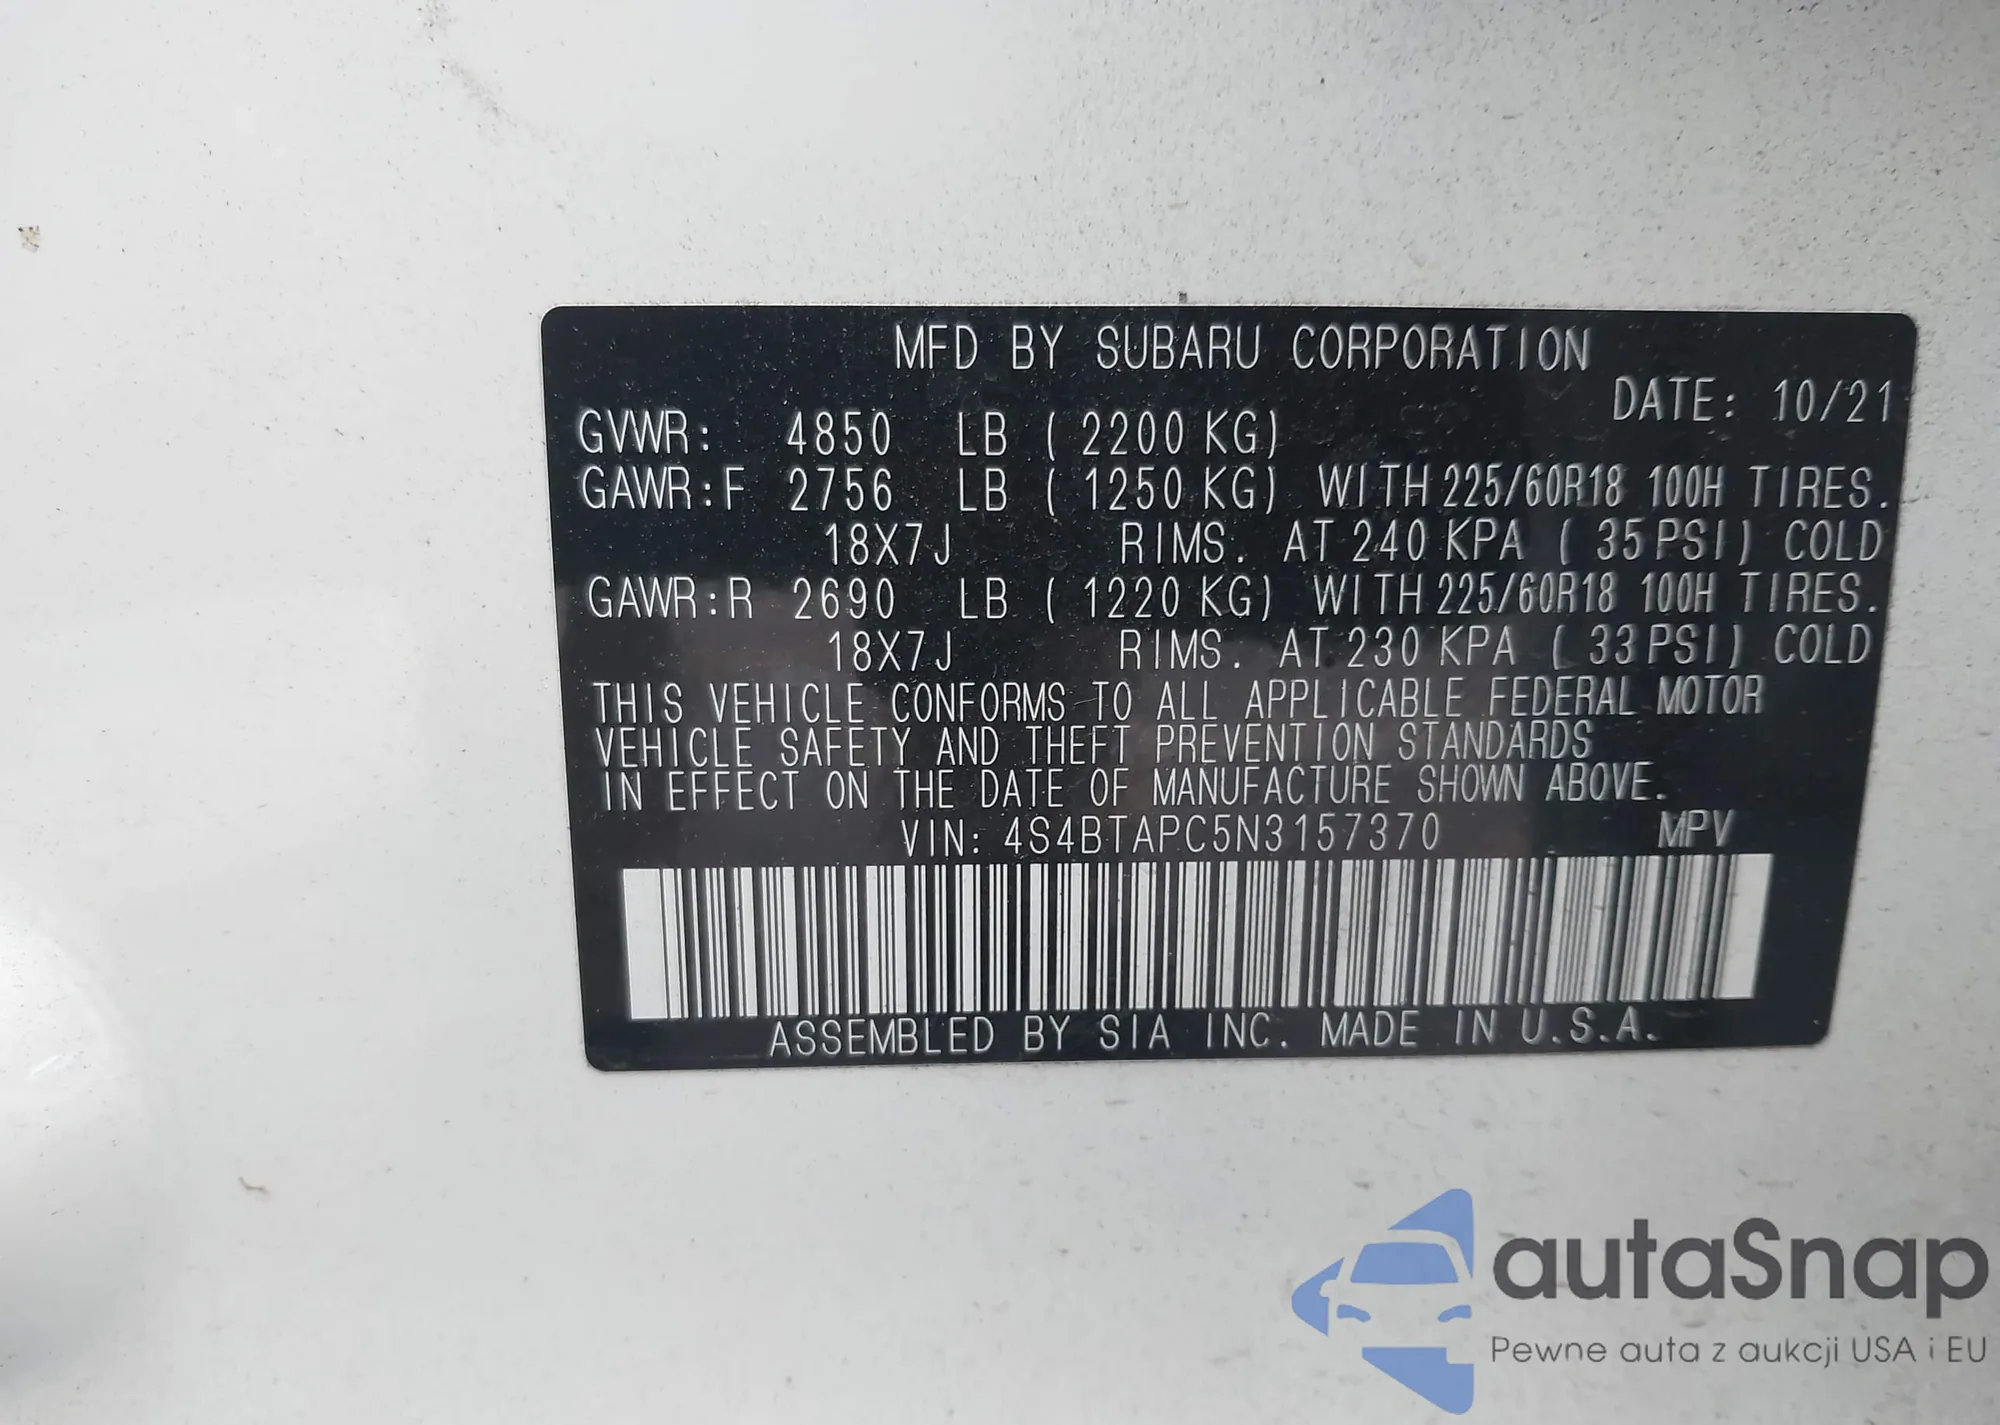 MFD BY SUBARU CORPORATION
DATE: 10/21
GVWR: 4850 LB ( 2200 KG)
GAWR:F 2756 LB ( 1250 KG) WITH 225/60R18 100H TIRES.
18X7J RIMS. AT 240 KPA ( 35 PSI) COLD
GAWR:R 2690 LB ( 1220 KG) WITH 225/60R18 100H TIRES.
18X7J RIMS. AT 230 KPA ( 33 PSI) COLD
THIS VEHICLE CONFORMS TO ALL APPLICABLE FEDERAL MOTOR
VEHICLE SAFETY AND THEFT PREVENTION STANDARDS
IN EFFECT ON THE DATE OF MANUFACTURE SHOWN ABOVE.
VIN: 4S4BTAPC5N3157370 MPV
ASSEMBLED BY SIA INC. MADE IN U.S.A.
autaSnap
Pewne auta z aukcji USA i EU